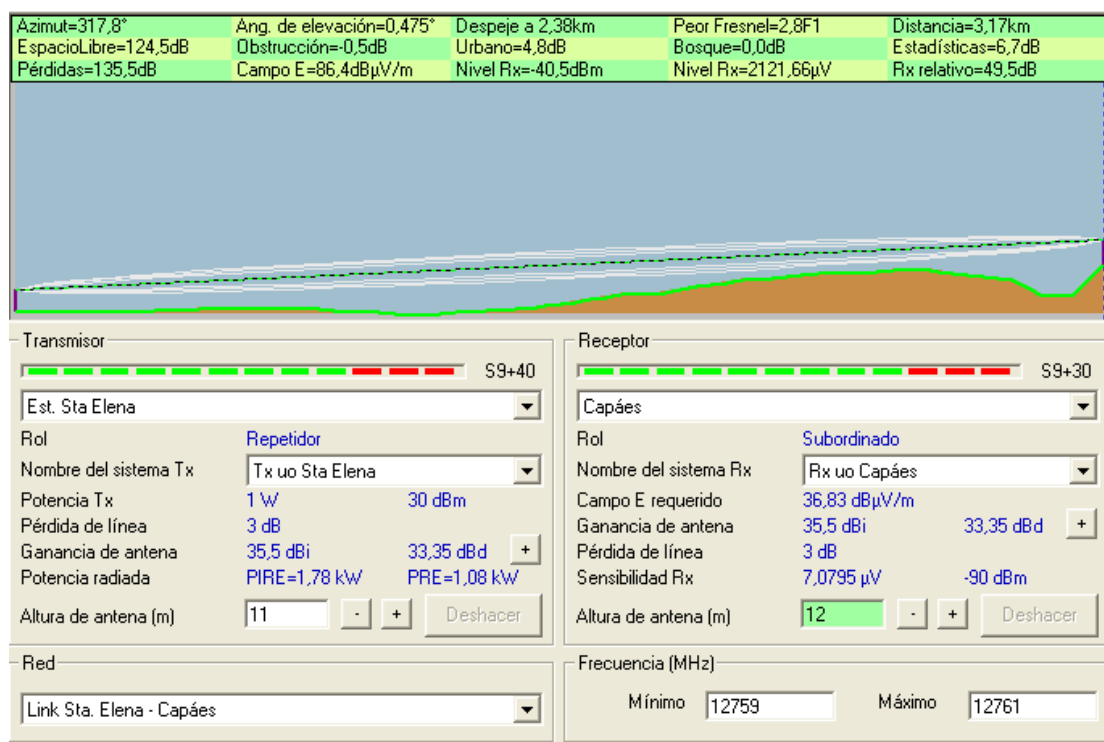 Azimut=317,8° Ang. de elevación=0,475° Despeje a 2,38km Peor Fresnel=2,8F1 Distancia=3,17km
EspacioLibre=124,5dB Obstrucción=-0,5dB Urbano=4,8dB Bosque=0,0dB Estadísticas=6,7dB
Pérdidas=135,5dB Campo E=86,4dBµV/m Nivel Rx=-40,5dBm Nivel Rx=2121,66µV Rx relativo=49,5dB
Transmisor
S9+40
Est. Sta Elena
Rol Repetidor
Nombre del sistema Tx Tx uo Sta Elena
Potencia Tx 1 W 30 dBm
Pérdida de línea 3 dB
Ganancia de antena 35,5 dBi 33,35 dBd +
Potencia radiada PIRE=1,78 kW PRE=1,08 kW
Altura de antena (m) 11 - + Deshacer
Receptor
S9+30
Capáes
Rol Subordinado
Nombre del sistema Rx Rx uo Capáes
Campo E requerido 36,83 dBµV/m
Ganancia de antena 35,5 dBi 33,35 dBd +
Pérdida de línea 3 dB
Sensibilidad Rx 7,0795 µV -90 dBm
Altura de antena (m) 12 - + Deshacer
Red
Link Sta. Elena - Capáes
Frecuencia (MHz)
Mínimo 12759 Máximo 12761